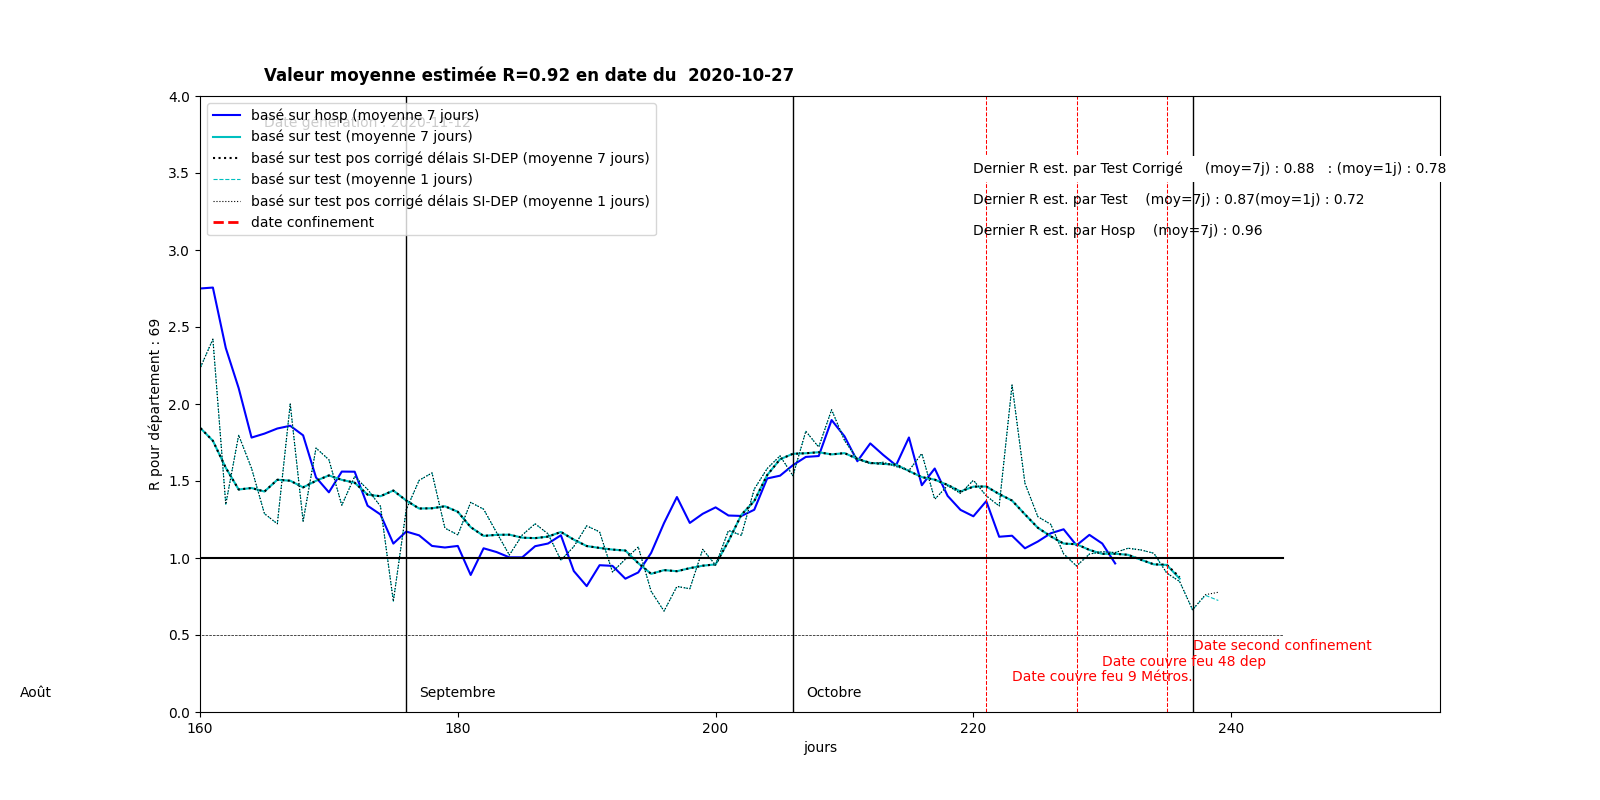 Valeur moyenne estimée R=0.92 en date du  2020-10-27
Date génération : 2020-11-12
basé sur hosp (moyenne 7 jours)
basé sur test (moyenne 7 jours)
basé sur test pos corrigé délais SI-DEP (moyenne 7 jours)
basé sur test (moyenne 1 jours)
basé sur test pos corrigé délais SI-DEP (moyenne 1 jours)
date confinement
Dernier R est. par Test Corrigé     (moy=7j) : 0.88   : (moy=1j) : 0.78
Dernier R est. par Test    (moy=7j) : 0.87(moy=1j) : 0.72
Dernier R est. par Hosp    (moy=7j) : 0.96
4.0
3.5
3.0
2.5
2.0
1.5
1.0
0.5
0.0
R pour département : 69
Date second confinement
Date couvre feu 48 dep
Date couvre feu 9 Métros.
Août
Septembre
Octobre
160
180
200
220
240
jours